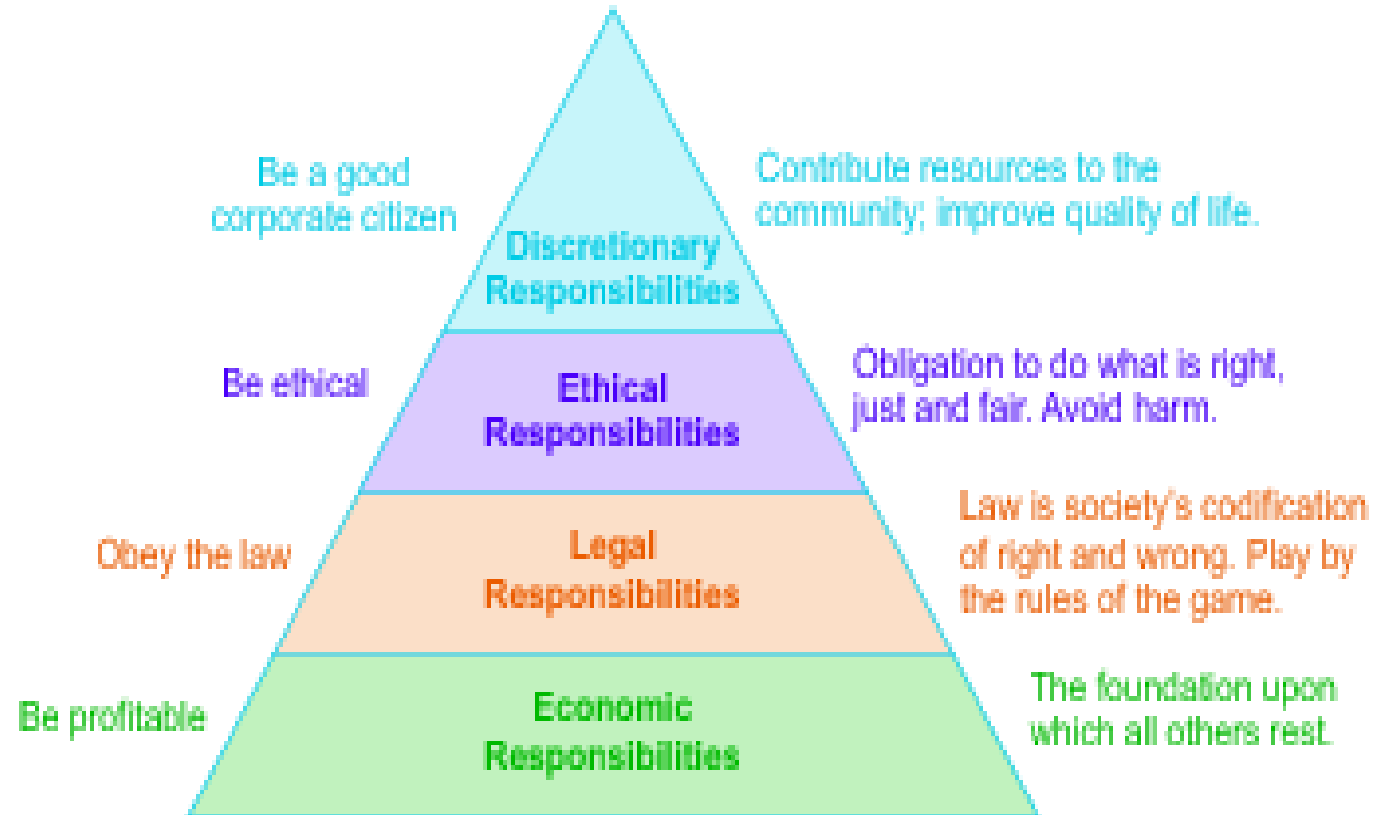 Be a good
corporate citizen
Discretionary
Responsibilities
Contribute resources to the
community; improve quality of life.
Be ethical
Ethical
Responsibilities
Obligation to do what is right,
just and fair. Avoid harm.
Obey the law
Legal
Responsibilities
Law is society's codification
of right and wrong. Play by
the rules of the game.
Be profitable
Economic
Responsibilities
The foundation upon
which all others rest.